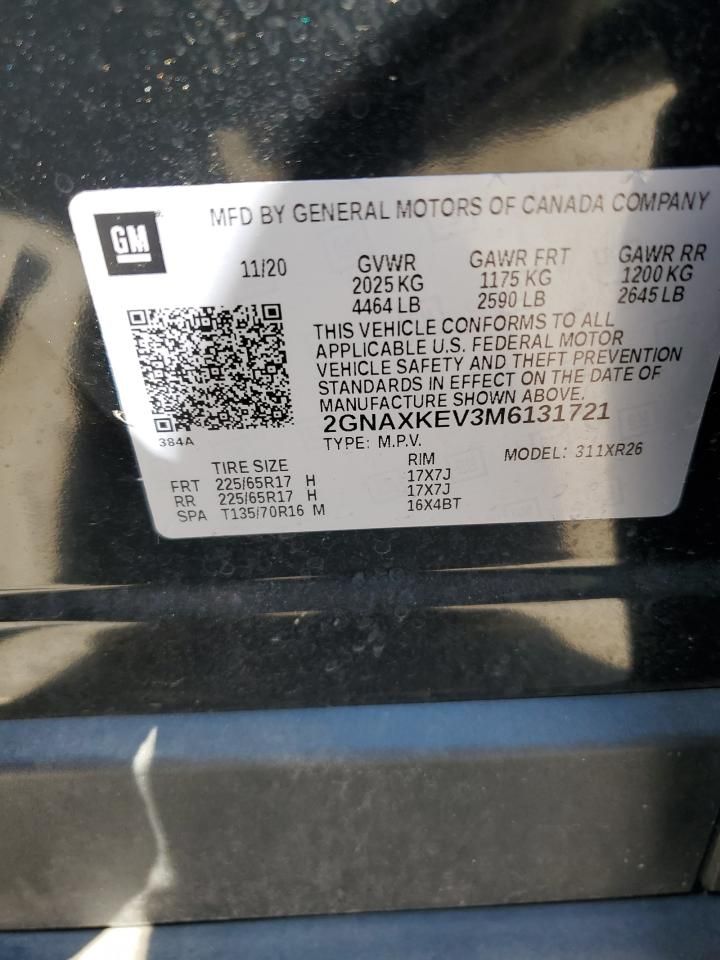 GM
MFD BY GENERAL MOTORS OF CANADA COMPANY
11/20
GVWR
2025 KG
4464 LB
GAWR FRT
1175 KG
2590 LB
GAWR RR
1200 KG
2645 LB
THIS VEHICLE CONFORMS TO ALL
APPLICABLE U.S. FEDERAL MOTOR
VEHICLE SAFETY AND THEFT PREVENTION
STANDARDS IN EFFECT ON THE DATE OF
MANUFACTURE SHOWN ABOVE.
2GNAXKEV3M6131721
384A
TYPE: M.P.V.
MODEL: 311XR26
TIRE SIZE RIM
FRT 225/65R17 H 17X7J
RR 225/65R17 H 17X7J
SPA T135/70R16 M 16X4BT